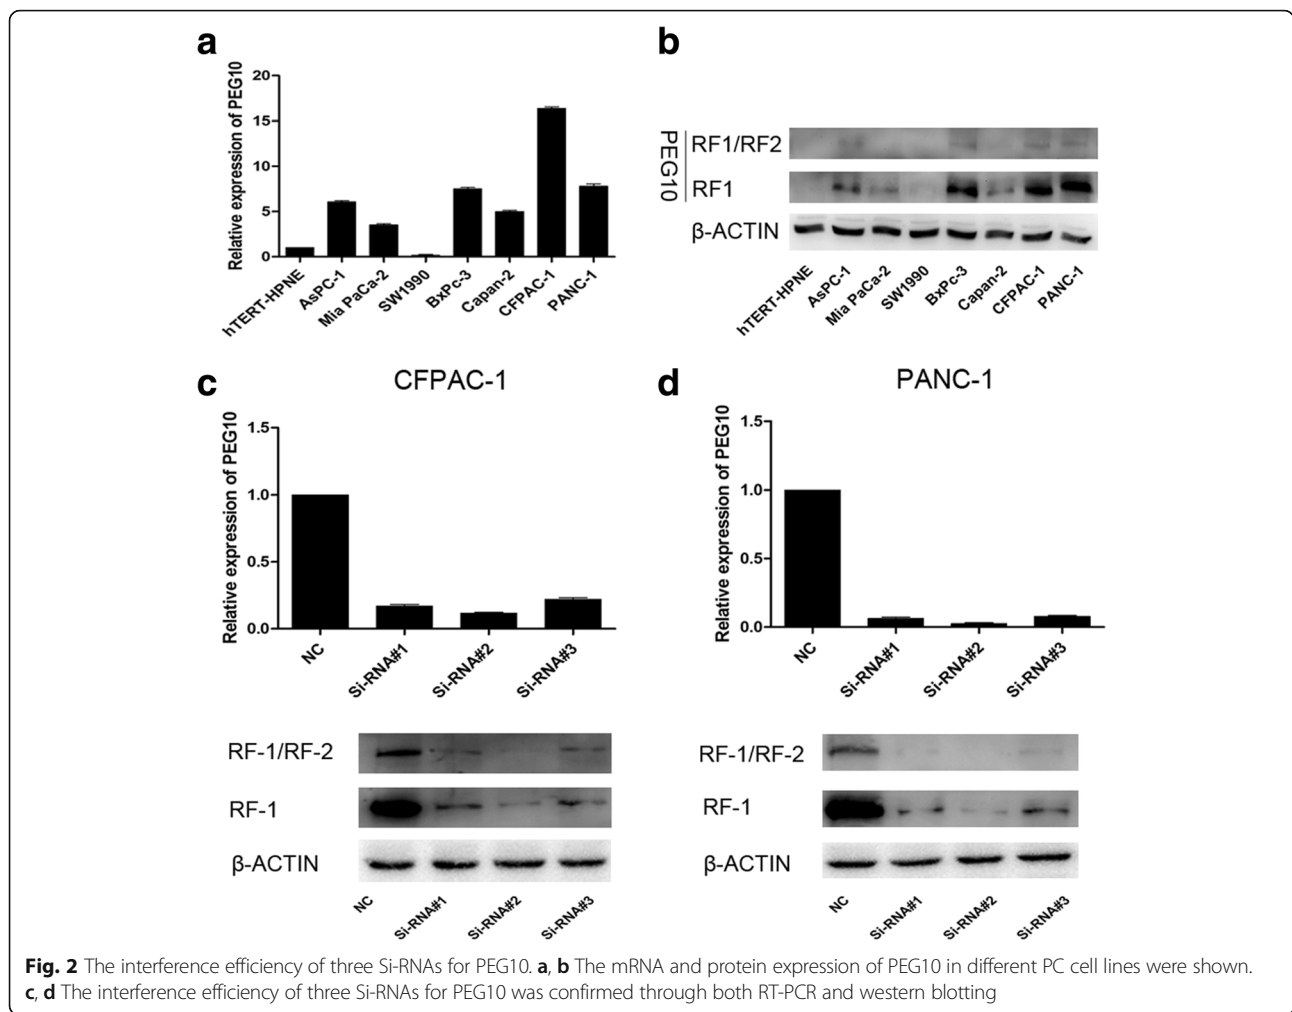 a
Relative expression of PEG10
20
15
10
5
0
hTERT-HPNE
AsPC-1
Mia PaCa-2
SW1990
BxPc-3
Capan-2
CFPAC-1
PANC-1
b
PEG10
RF1/RF2
RF1
β-ACTIN
hTERT-HPNE
AsPC-1
Mia PaCa-2
SW1990
BxPc-3
Capan-2
CFPAC-1
PANC-1
c
CFPAC-1
Relative expression of PEG10
1.5
1.0
0.5
0.0
NC
Si-RNA#1
Si-RNA#2
Si-RNA#3
RF-1/RF-2
RF-1
β-ACTIN
NC
Si-RNA#1
Si-RNA#2
Si-RNA#3
d
PANC-1
Relative expression of PEG10
1.5
1.0
0.5
0.0
NC
Si-RNA#1
Si-RNA#2
Si-RNA#3
RF-1/RF-2
RF-1
β-ACTIN
NC
Si-RNA#1
Si-RNA#2
Si-RNA#3
Fig. 2 The interference efficiency of three Si-RNAs for PEG10. a, b The mRNA and protein expression of PEG10 in different PC cell lines were shown.
c, d The interference efficiency of three Si-RNAs for PEG10 was confirmed through both RT-PCR and western blotting